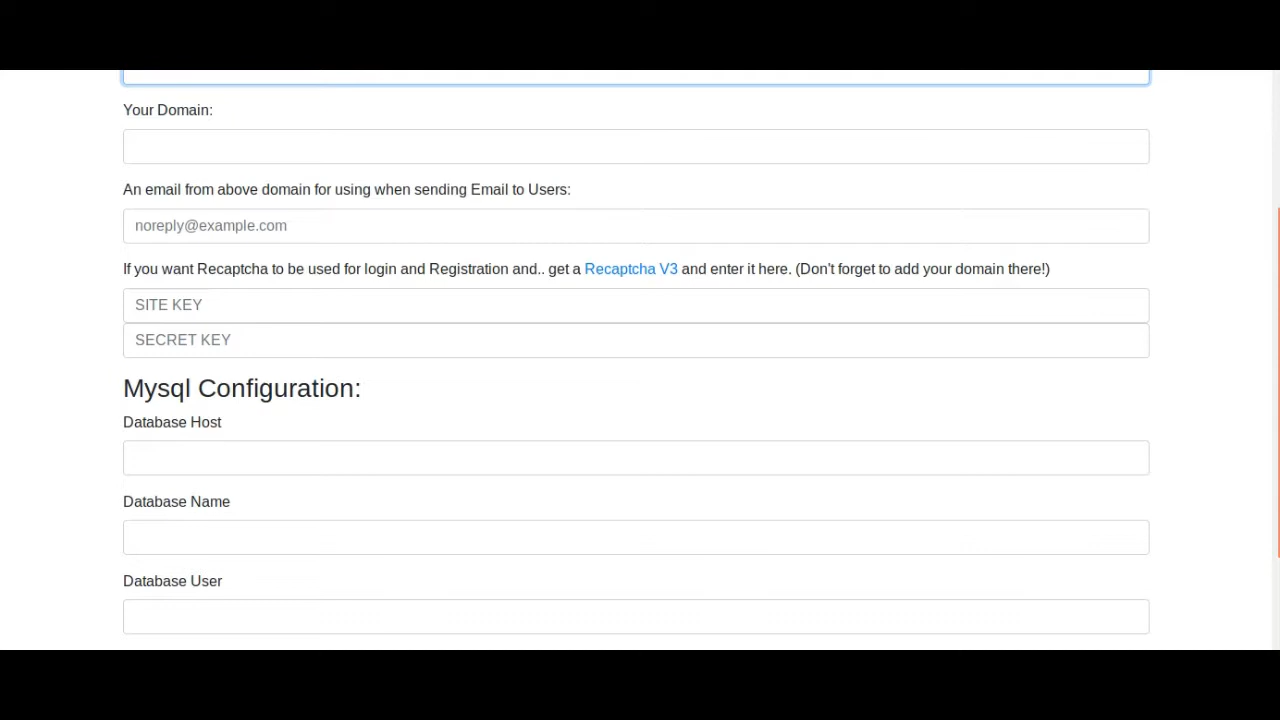 Your Domain:
An email from above domain for using when sending Email to Users:
noreply@example.com
If you want Recaptcha to be used for login and Registration and.. get a Recaptcha V3 and enter it here. (Don't forget to add your domain there!)
SITE KEY
SECRET KEY
Mysql Configuration:
Database Host
Database Name
Database User